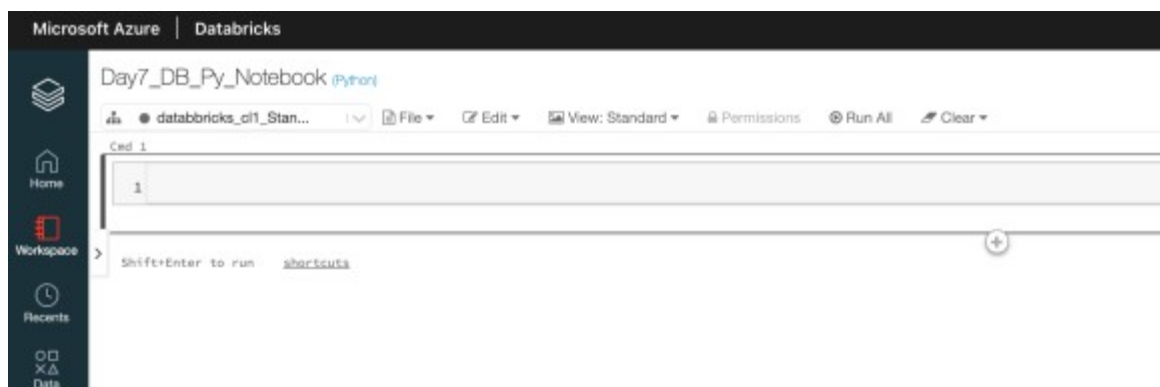 Microsoft Azure | Databricks
Day7_DB_Py_Notebook (Python)
databbricks_cl1_Stan... File Edit View: Standard Permissions Run All Clear
Cmd 1
1
Home
Workspace
Shift+Enter to run shortcuts
Recents
Data